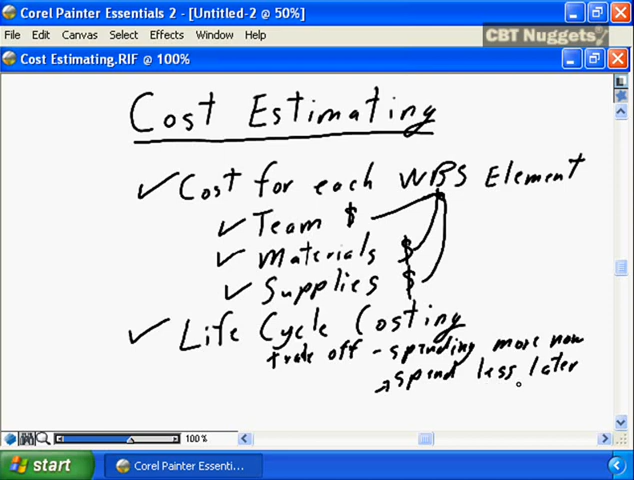 Corel Painter Essentials 2 - [Untitled-2 @ 50%]
File Edit Canvas Select Effects Window Help
CBT Nuggets
Cost Estimating.RIF @ 100%
Cost Estimating
✓ Cost for each WBS Element
✓ Team $
✓ Materials $
✓ Supplies $
✓ Life Cycle Costing
trade off - spending more now
→ spend less later
100%
start Corel Painter Essenti...